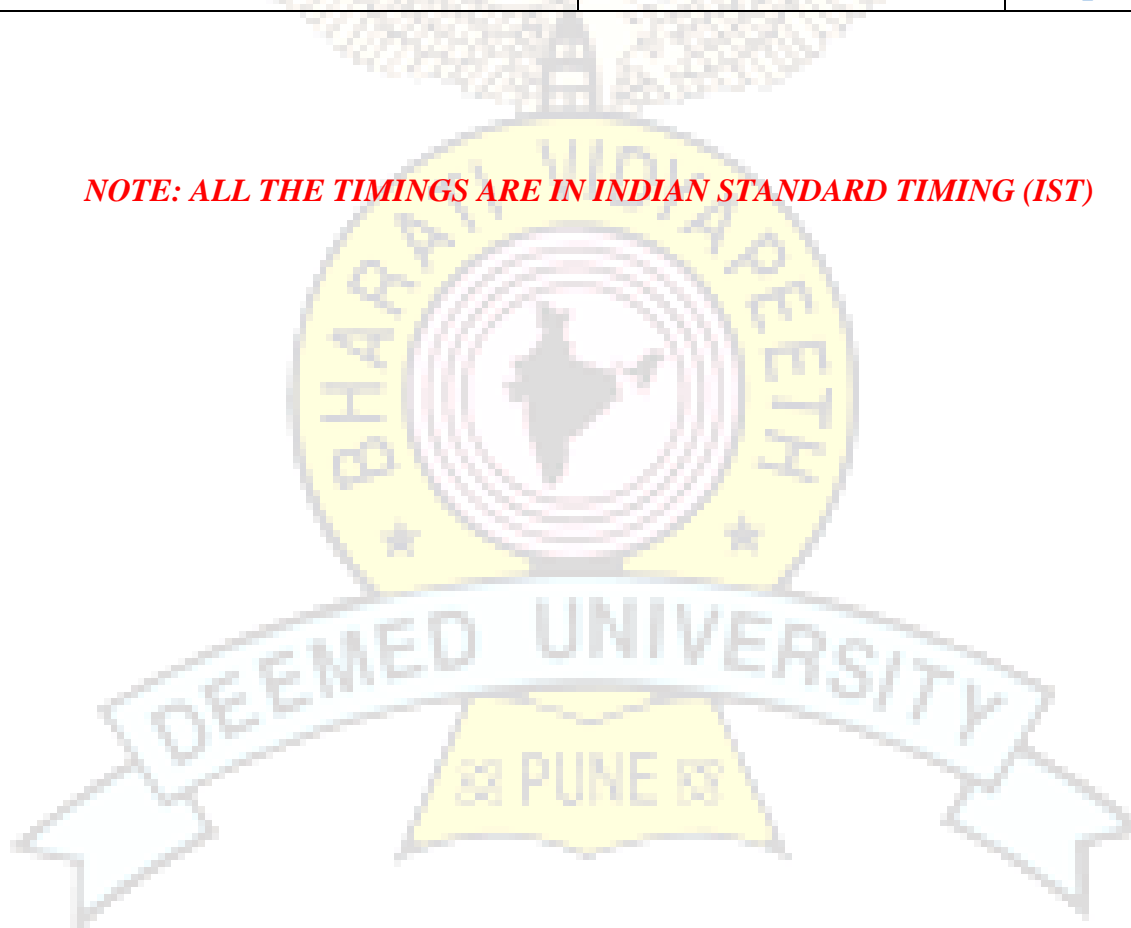 NOTE: ALL THE TIMINGS ARE IN INDIAN STANDARD TIMING (IST)
BHARATI VIDYAPEETH
DEEMED UNIVERSITY
PUNE